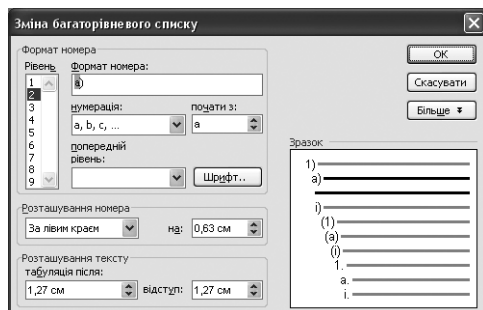 Зміна багаторівневого списку
Формат номера
Рівень
Формат номера:
1
2
3
4
5
6
7
8
9
a)
нумерація:
почати з:
a, b, c, ...
a
попередній
рівень:
Шрифт..
Розташування номера
За лівим краєм
на:
0,63 см
Розташування тексту
табуляція після:
1,27 см
відступ:
1,27 см
ОК
Скасувати
Більше
Зразок
1)
a)
i)
(1)
(a)
(i)
1.
a.
i.